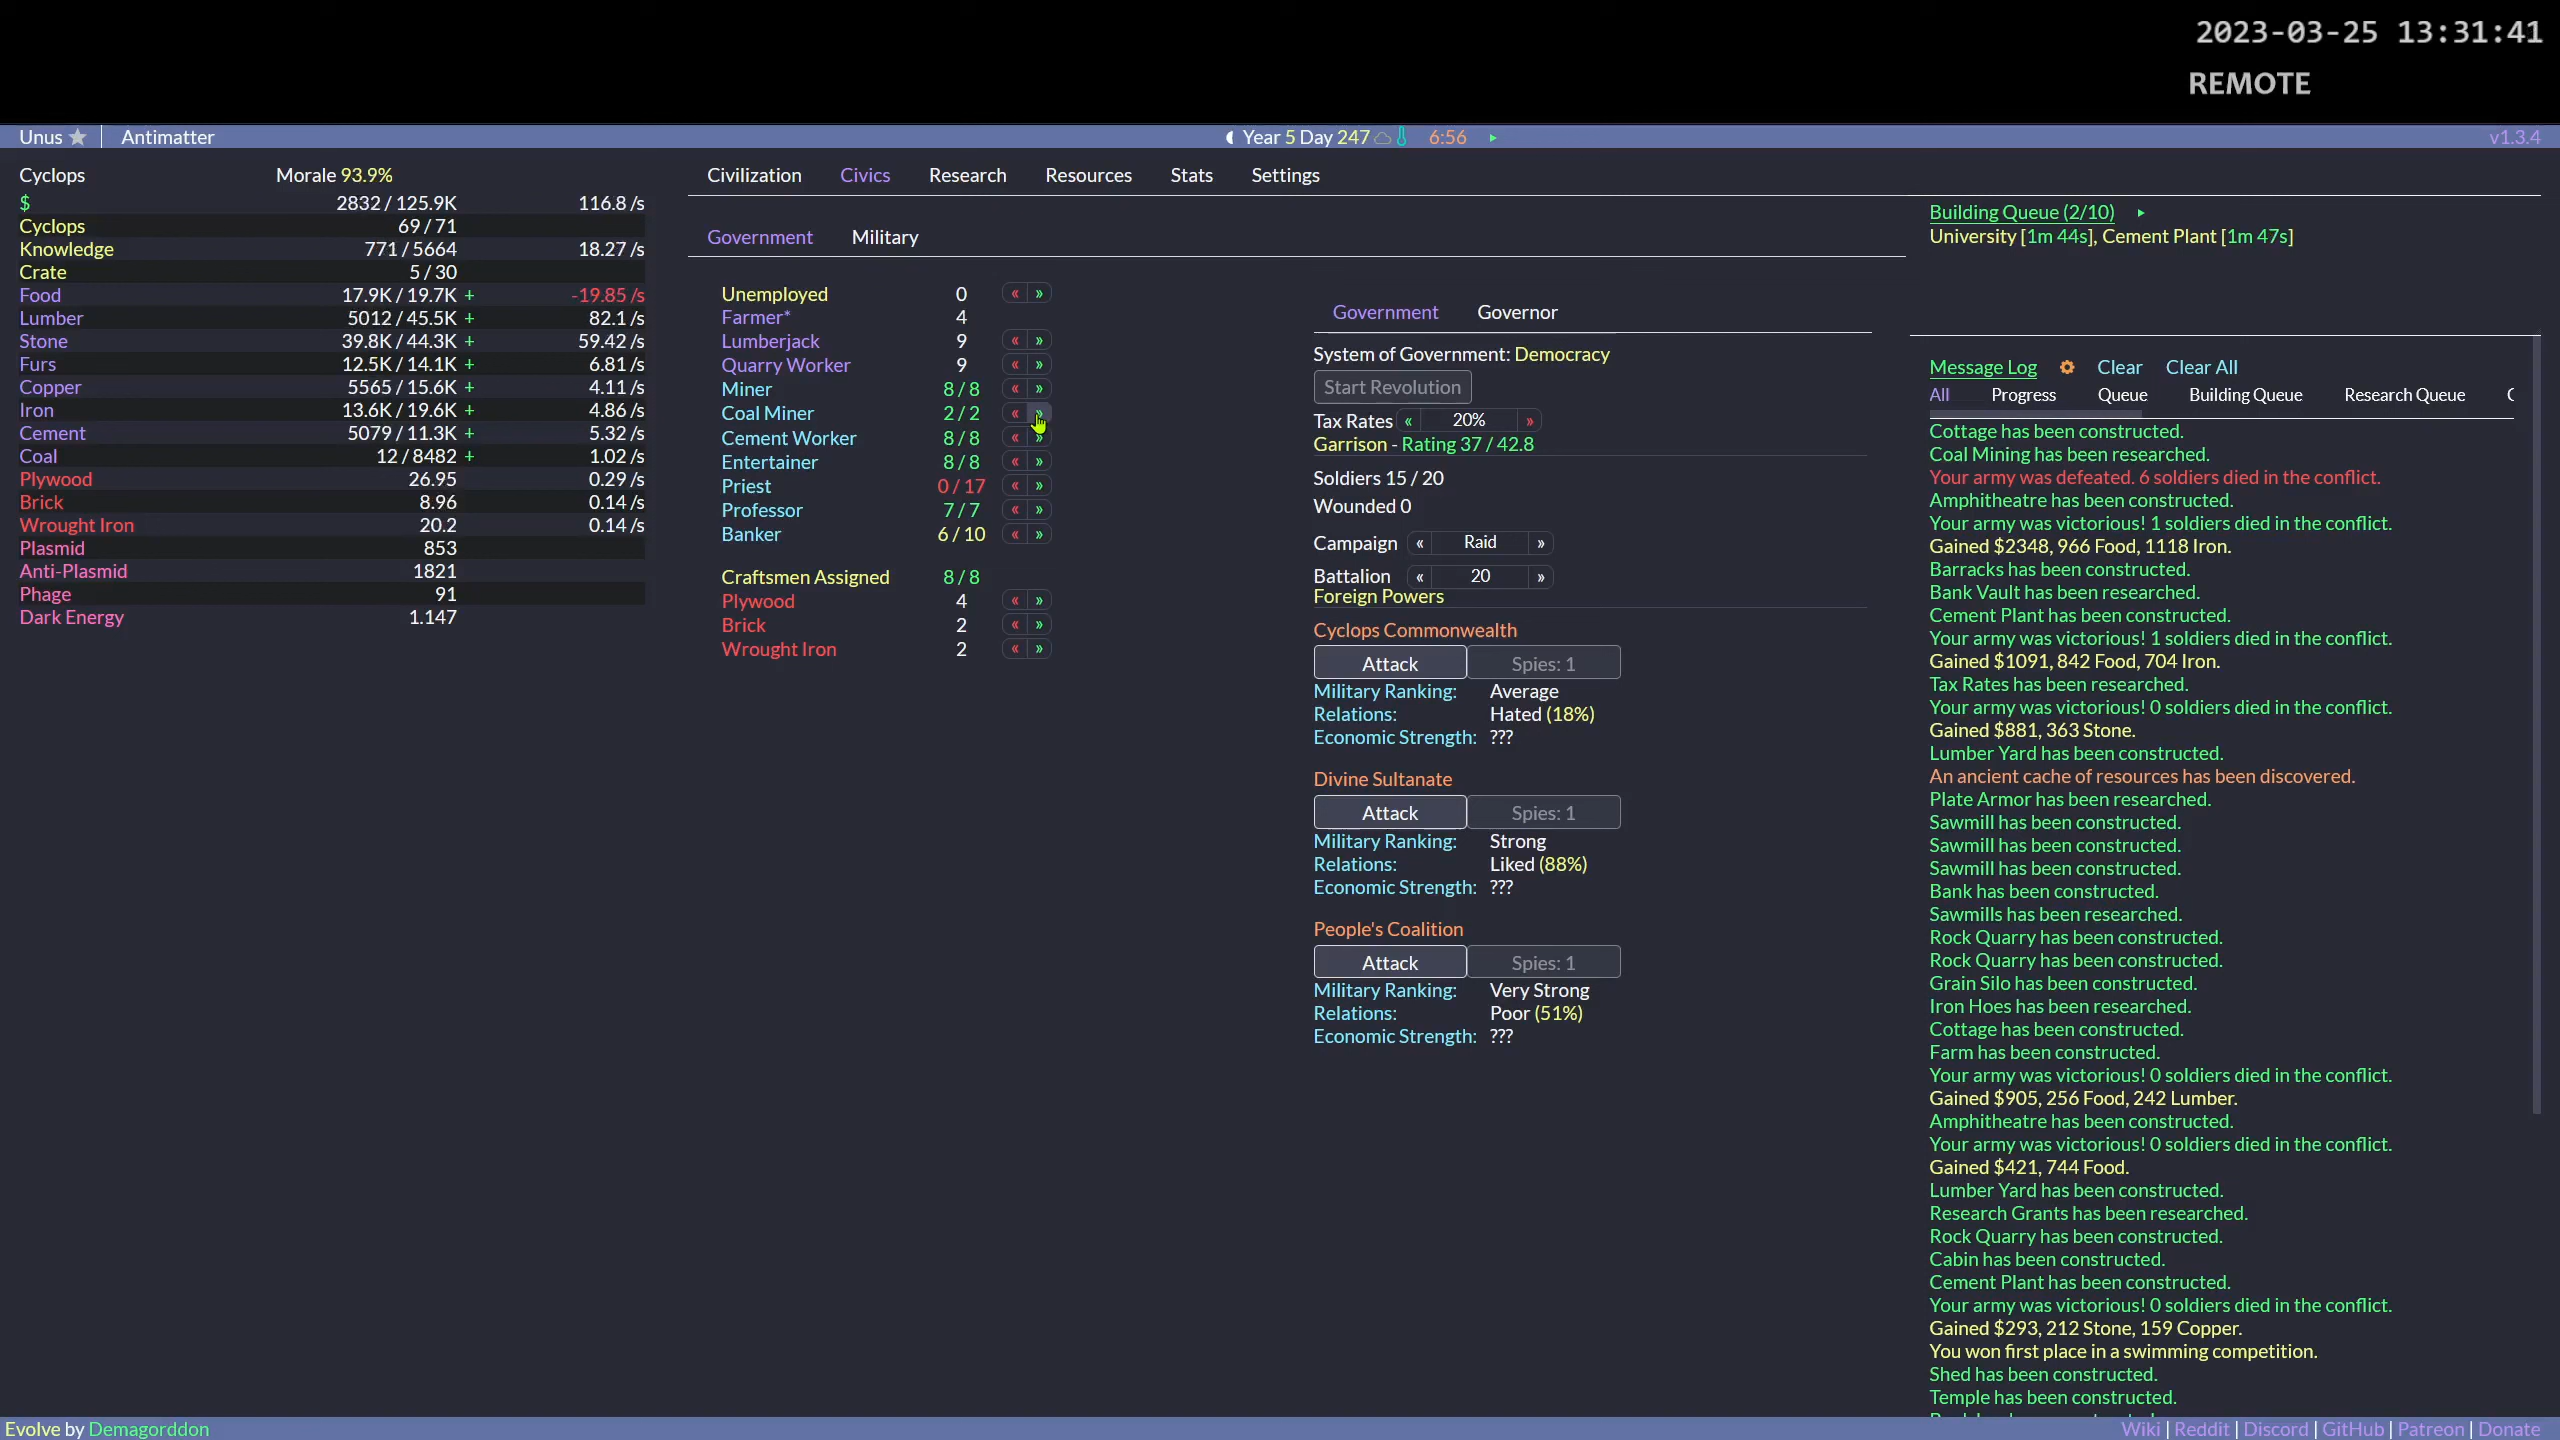 2023-03-25 13:31:41
REMOTE
Unus Antimatter Year 5 Day 247 6:56 v1.3.4
Cyclops Morale 93.9%
$ 2832 / 125.9K 116.8 /s
Cyclops 69 / 71
Knowledge 771 / 5664 18.27 /s
Crate 5 / 30
Food 17.9K / 19.7K + -19.85 /s
Lumber 5012 / 45.5K + 82.1 /s
Stone 39.8K / 44.3K + 59.42 /s
Furs 12.5K / 14.1K + 6.81 /s
Copper 5565 / 15.6K + 4.11 /s
Iron 13.6K / 19.6K + 4.86 /s
Cement 5079 / 11.3K + 5.32 /s
Coal 12 / 8482 + 1.02 /s
Plywood 26.95 0.29 /s
Brick 8.96 0.14 /s
Wrought Iron 20.2 0.14 /s
Plasmid 853
Anti-Plasmid 1821
Phage 91
Dark Energy 1.147
Civilization Civics Research Resources Stats Settings
Government Military
Unemployed 0 « »
Farmer* 4
Lumberjack 9 « »
Quarry Worker 9 « »
Miner 8 / 8 « »
Coal Miner 2 / 2 « »
Cement Worker 8 / 8 « »
Entertainer 8 / 8 « »
Priest 0 / 17 « »
Professor 7 / 7 « »
Banker 6 / 10 « »
Craftsmen Assigned 8 / 8
Plywood 4 « »
Brick 2 « »
Wrought Iron 2 « »
Government Governor
System of Government: Democracy
Start Revolution
Tax Rates « 20% »
Garrison - Rating 37 / 42.8
Soldiers 15 / 20
Wounded 0
Campaign « Raid »
Battalion « 20 »
Foreign Powers
Cyclops Commonwealth
Attack Spies: 1
Military Ranking: Average
Relations: Hated (18%)
Economic Strength: ???
Divine Sultanate
Attack Spies: 1
Military Ranking: Strong
Relations: Liked (88%)
Economic Strength: ???
People's Coalition
Attack Spies: 1
Military Ranking: Very Strong
Relations: Poor (51%)
Economic Strength: ???
Building Queue (2/10)
University [1m 44s], Cement Plant [1m 47s]
Message Log Clear Clear All
All Progress Queue Building Queue Research Queue
Cottage has been constructed.
Coal Mining has been researched.
Your army was defeated. 6 soldiers died in the conflict.
Amphitheatre has been constructed.
Your army was victorious! 1 soldiers died in the conflict.
Gained $2348, 966 Food, 1118 Iron.
Barracks has been constructed.
Bank Vault has been researched.
Cement Plant has been constructed.
Your army was victorious! 1 soldiers died in the conflict.
Gained $1091, 842 Food, 704 Iron.
Tax Rates has been researched.
Your army was victorious! 0 soldiers died in the conflict.
Gained $881, 363 Stone.
Lumber Yard has been constructed.
An ancient cache of resources has been discovered.
Plate Armor has been researched.
Sawmill has been constructed.
Sawmill has been constructed.
Sawmill has been constructed.
Bank has been constructed.
Sawmills has been researched.
Rock Quarry has been constructed.
Rock Quarry has been constructed.
Grain Silo has been constructed.
Iron Hoes has been researched.
Cottage has been constructed.
Farm has been constructed.
Your army was victorious! 0 soldiers died in the conflict.
Gained $905, 256 Food, 242 Lumber.
Amphitheatre has been constructed.
Your army was victorious! 0 soldiers died in the conflict.
Gained $421, 744 Food.
Lumber Yard has been constructed.
Research Grants has been researched.
Rock Quarry has been constructed.
Cabin has been constructed.
Cement Plant has been constructed.
Your army was victorious! 0 soldiers died in the conflict.
Gained $293, 212 Stone, 159 Copper.
You won first place in a swimming competition.
Shed has been constructed.
Temple has been constructed.
Evolve by Demagorddon Wiki | Reddit | Discord | GitHub | Patreon | Donate